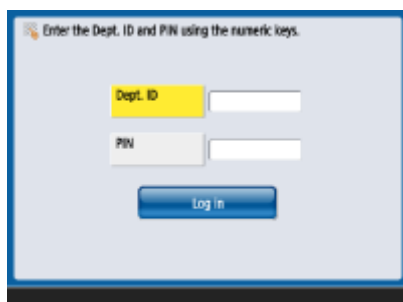 Enter the Dept. ID and PIN using the numeric keys.
Dept. ID
PIN
Log In